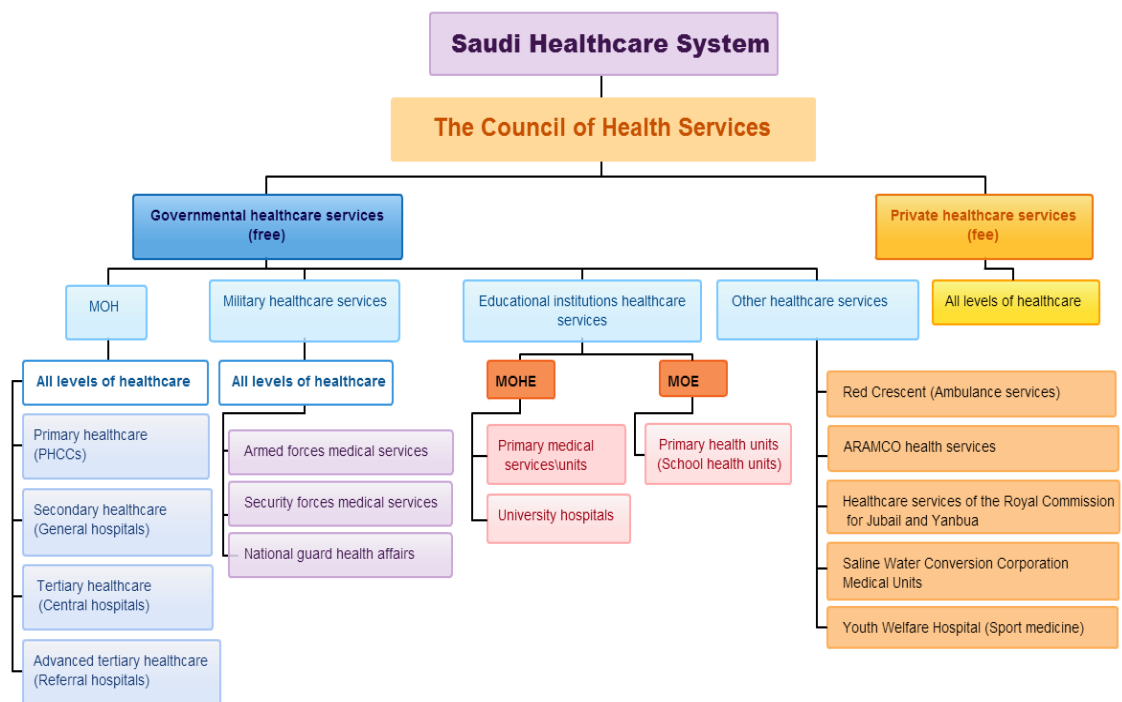 Saudi Healthcare System
The Council of Health Services
Governmental healthcare services
(free)
Private healthcare services
(fee)
MOH
Military healthcare services
Educational institutions healthcare
services
Other healthcare services
All levels of healthcare
All levels of healthcare
Primary healthcare
(PHCCs)
Secondary healthcare
(General hospitals)
Tertiary healthcare
(Central hospitals)
Advanced tertiary healthcare
(Referral hospitals)
All levels of healthcare
Armed forces medical services
Security forces medical services
National guard health affairs
MOHE
Primary medical
services\units
University hospitals
MOE
Primary health units
(School health units)
Red Crescent (Ambulance services)
ARAMCO health services
Healthcare services of the Royal Commission
for Jubail and Yanbua
Saline Water Conversion Corporation
Medical Units
Youth Welfare Hospital (Sport medicine)